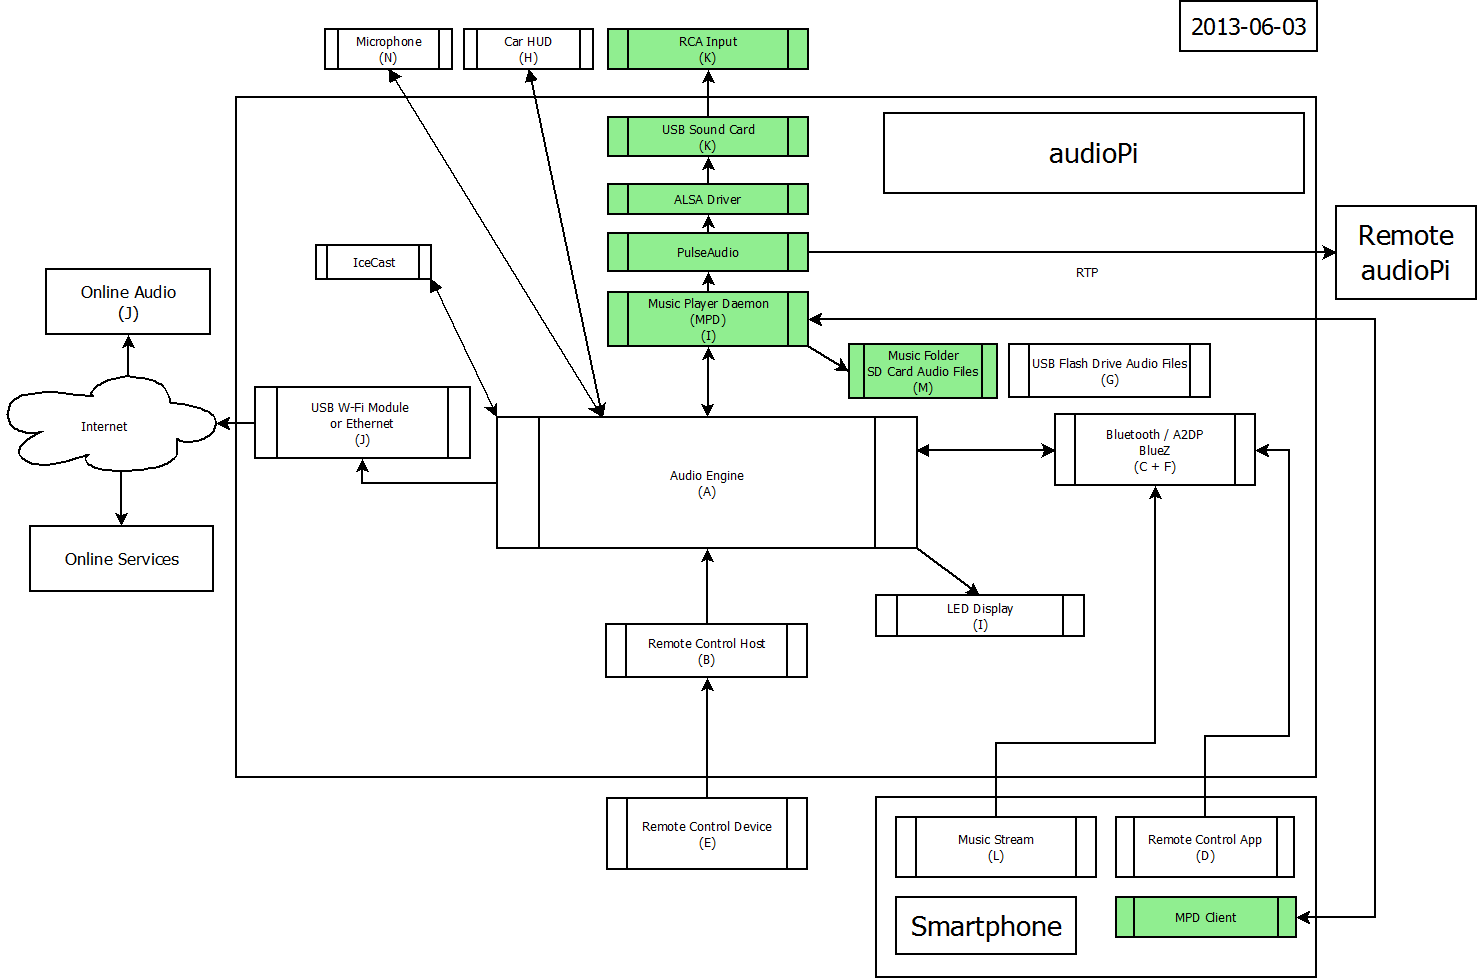 2013-06-03
Microphone
(N)
Car HUD
(H)
RCA Input
(K)
USB Sound Card
(K)
audioPi
ALSA Driver
PulseAudio
RTP
Remote
audioPi
IceCast
Online Audio
(J)
Music Player Daemon
(MPD)
(I)
Music Folder
SD Card Audio Files
(M)
USB Flash Drive Audio Files
(G)
Internet
USB W-Fi Module
or Ethernet
(J)
Bluetooth / A2DP
BlueZ
(C + F)
Audio Engine
(A)
Online Services
LED Display
(I)
Remote Control Host
(B)
Remote Control Device
(E)
Music Stream
(L)
Remote Control App
(D)
Smartphone
MPD Client